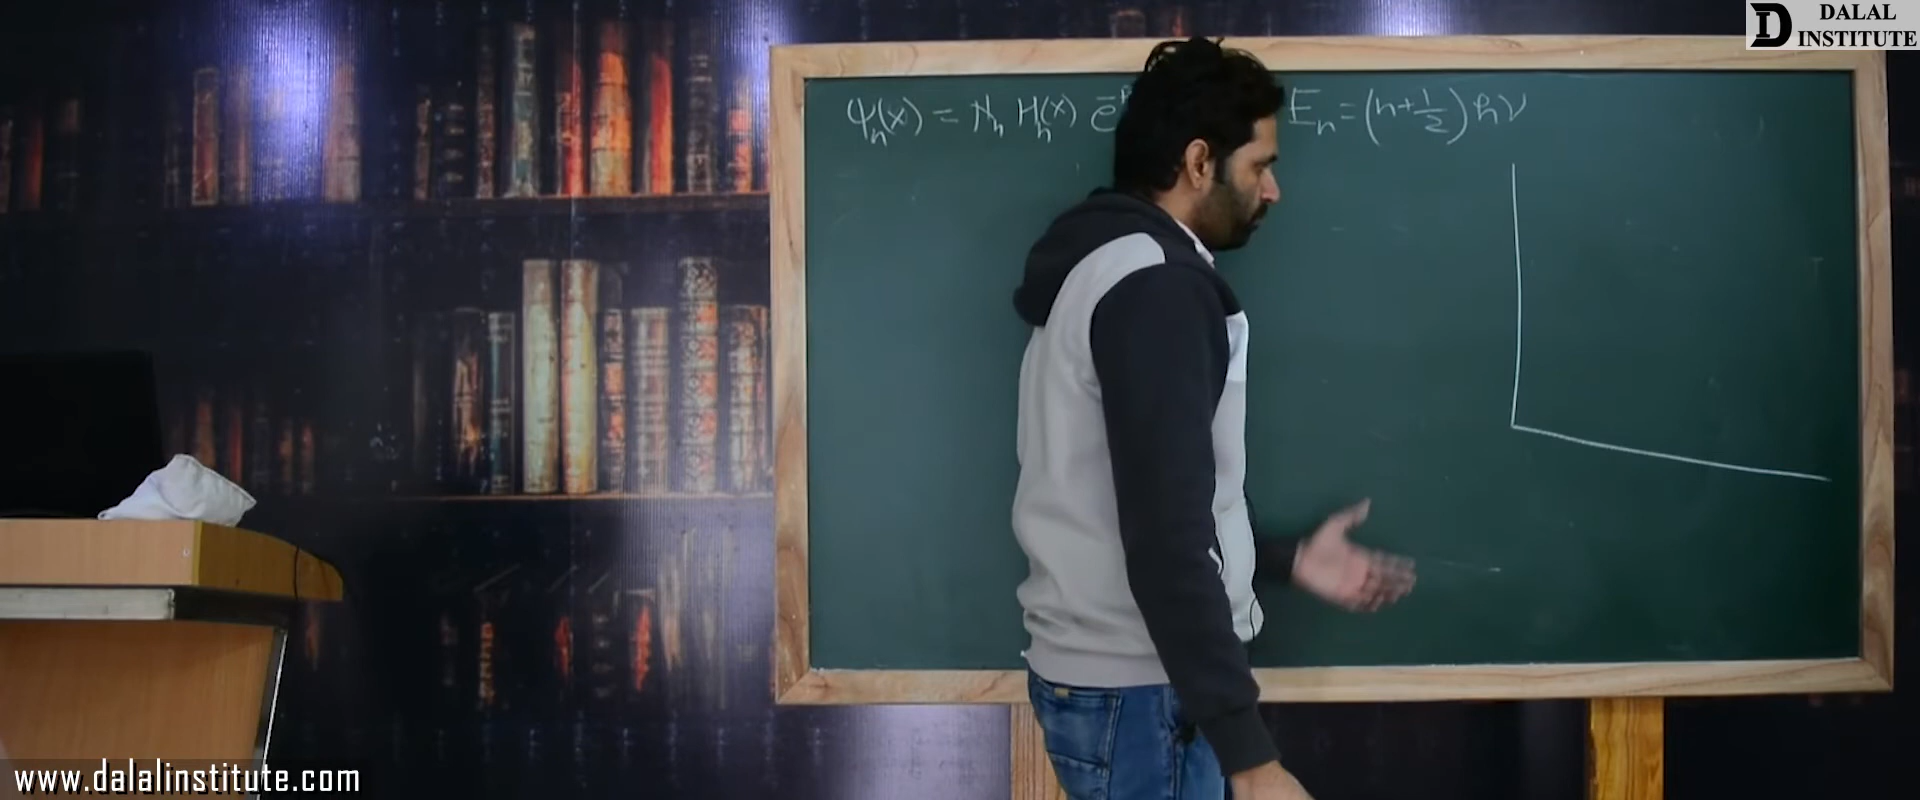 DALAL
INSTITUTE
ψₙ(x) = Nₙ Hₙ(x) e⁻
Eₙ = (n+½) hν
www.dalalinstitute.com